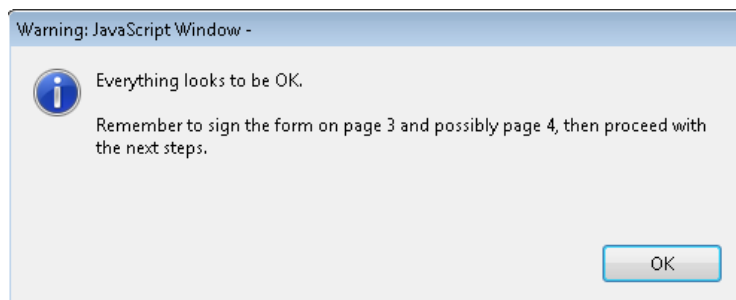 Warning: JavaScript Window -
Everything looks to be OK.
Remember to sign the form on page 3 and possibly page 4, then proceed with
the next steps.
OK